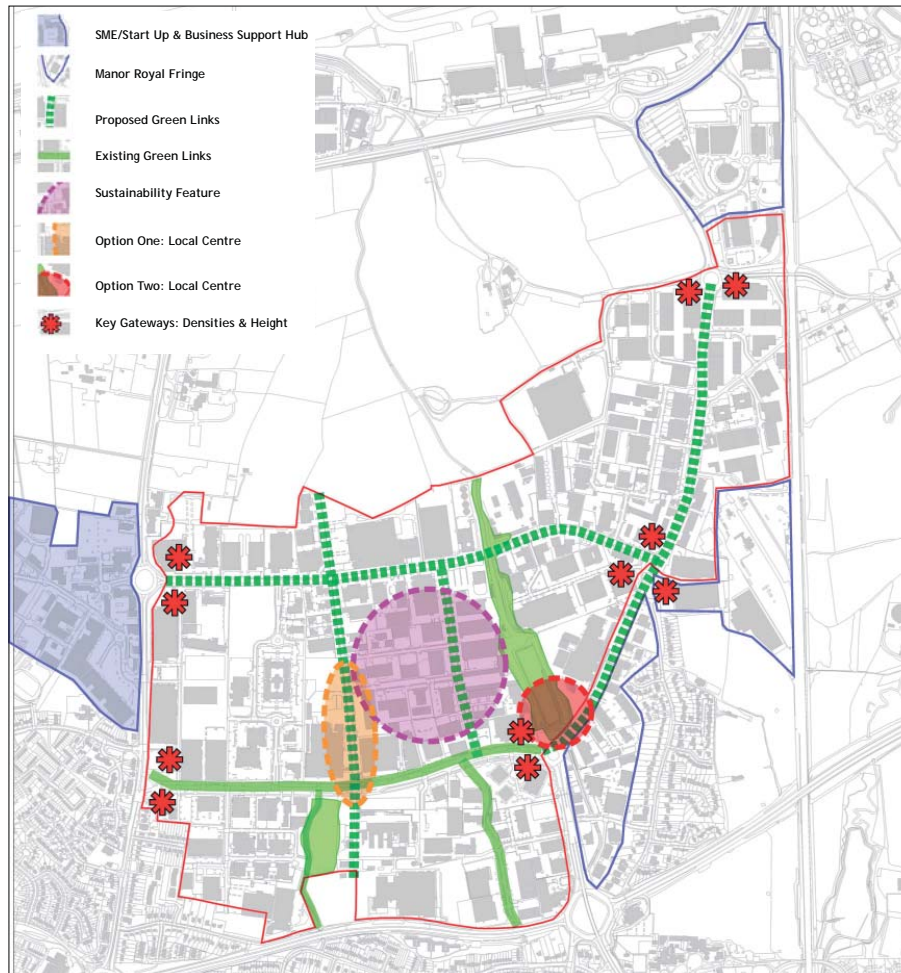 SME/Start Up & Business Support Hub
Manor Royal Fringe
Proposed Green Links
Existing Green Links
Sustainability Feature
Option One: Local Centre
Option Two: Local Centre
Key Gateways: Densities & Height